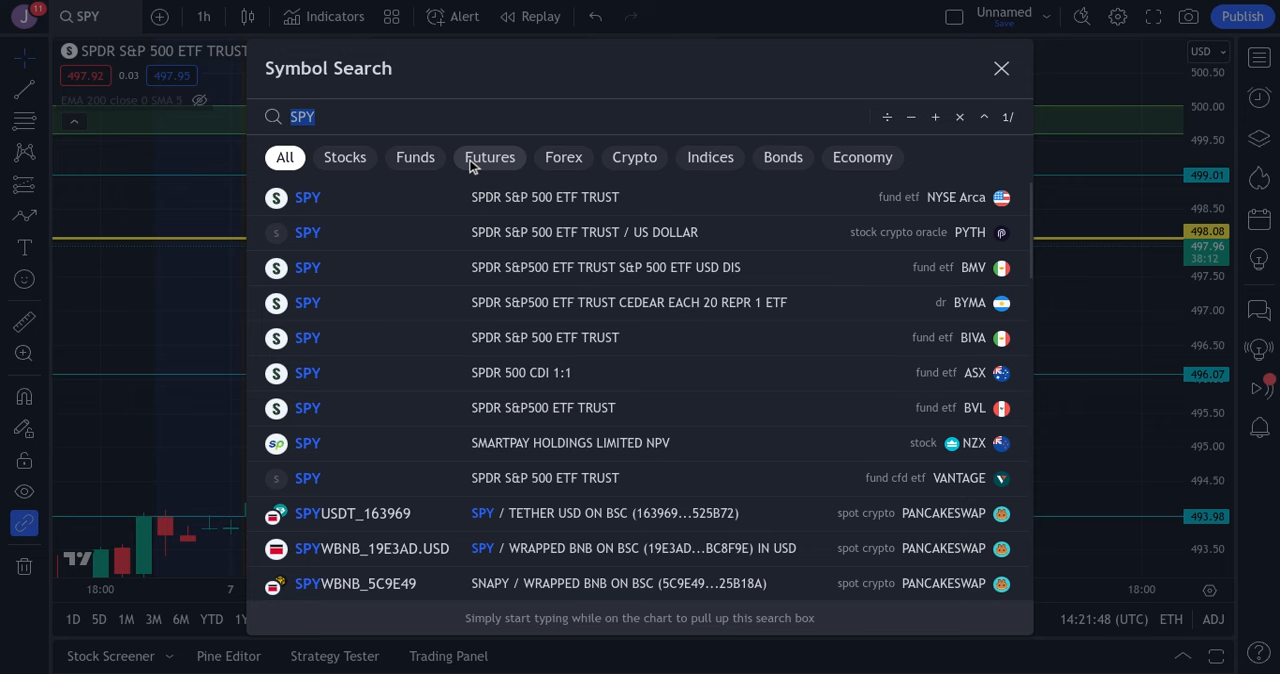 J 11 SPY 1h Indicators Alert Replay Unnamed Save Publish
SPDR S&P 500 ETF TRUST USD
497.92 0.03 497.95 500.50
EMA 200 close 0 SMA 5 500.00
Symbol Search
SPY 1/
499.50
All Stocks Funds Futures Forex Crypto Indices Bonds Economy
499.01
SPY SPDR S&P 500 ETF TRUST fund etf NYSE Arca
498.50
S SPY SPDR S&P 500 ETF TRUST / US DOLLAR stock crypto oracle PYTH
498.08
497.96
38:12
SPY SPDR S&P500 ETF TRUST S&P 500 ETF USD DIS fund etf BMV
497.50
SPY SPDR S&P500 ETF TRUST CEDEAR EACH 20 REPR 1 ETF dr BYMA
497.00
SPY SPDR S&P 500 ETF TRUST fund etf BIVA
496.50
SPY SPDR 500 CDI 1:1 fund etf ASX
496.07
SPY SPDR S&P500 ETF TRUST fund etf BVL
495.50
sp SPY SMARTPAY HOLDINGS LIMITED NPV stock NZX
495.00
S SPY SPDR S&P 500 ETF TRUST fund cfd etf VANTAGE
494.50
SPYUSDT_163969 SPY / TETHER USD ON BSC (163969...525B72) spot crypto PANCAKESWAP
493.98
SPYWBNB_19E3AD.USD SPY / WRAPPED BNB ON BSC (19E3AD...BC8F9E) IN USD spot crypto PANCAKESWAP
493.50
SPYWBNB_5C9E49 SNAPY / WRAPPED BNB ON BSC (5C9E49...25B18A) spot crypto PANCAKESWAP
18:00 7 18:00
1D 5D 1M 3M 6M YTD Simply start typing while on the chart to pull up this search box 14:21:48 (UTC) ETH ADJ
Stock Screener Pine Editor Strategy Tester Trading Panel